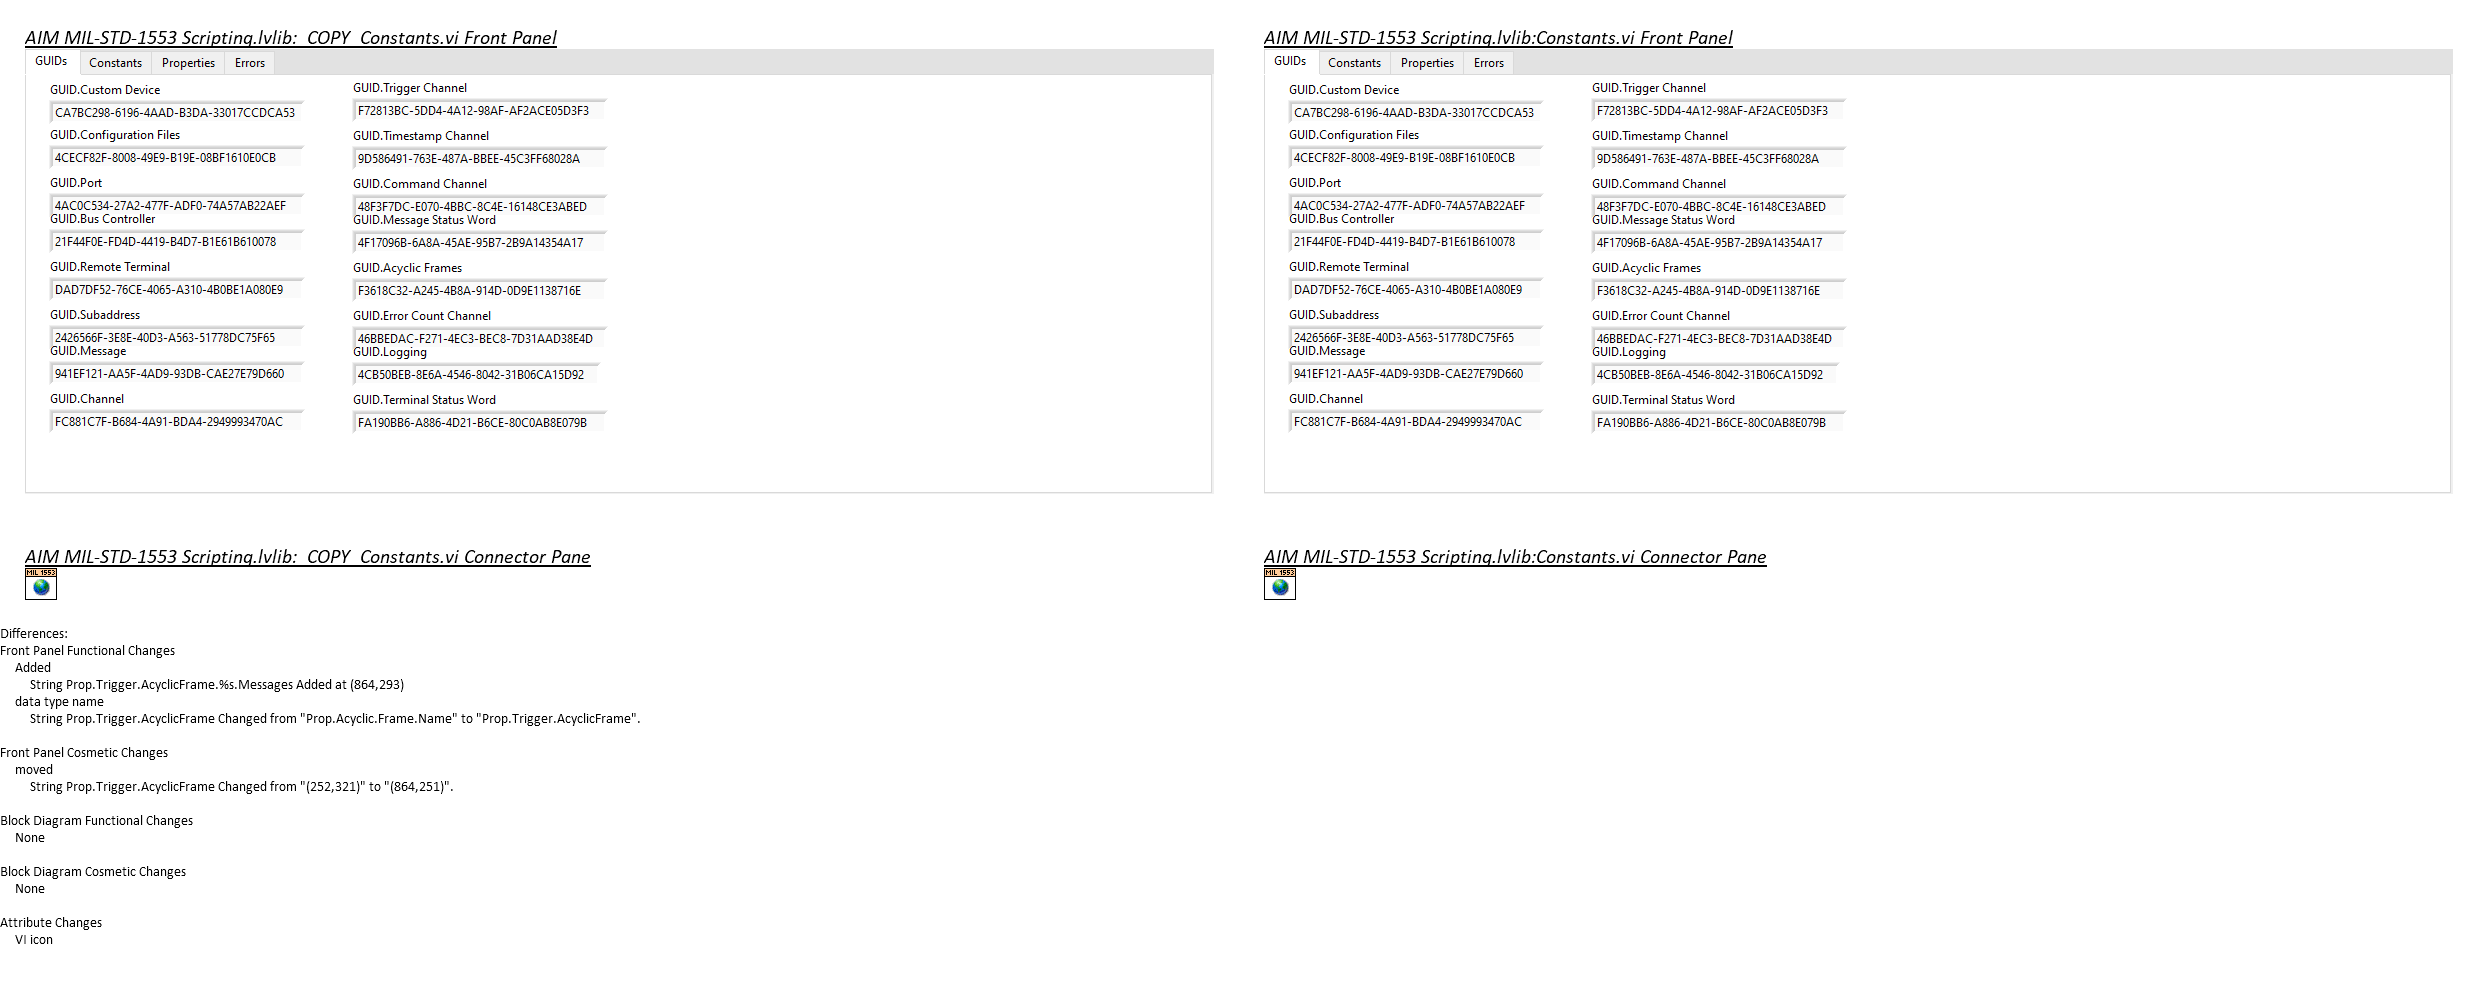 AIM MIL-STD-1553 Scripting.lvlib:_COPY_Constants.vi Front Panel
GUIDs Constants Properties Errors
GUID.Custom Device
CA7BC298-6196-4AAD-B3DA-33017CCDCA53
GUID.Configuration Files
4CECF82F-8008-49E9-B19E-08BF1610E0CB
GUID.Port
4AC0C534-27A2-477F-ADF0-74A57AB22AEF
GUID.Bus Controller
21F44F0E-FD4D-4419-B4D7-B1E61B610078
GUID.Remote Terminal
DAD7DF52-76CE-4065-A310-4B0BE1A080E9
GUID.Subaddress
2426566F-3E8E-40D3-A563-51778DC75F65
GUID.Message
941EF121-AA5F-4AD9-93DB-CAE27E79D660
GUID.Channel
FC881C7F-B684-4A91-BDA4-2949993470AC
GUID.Trigger Channel
F72813BC-5DD4-4A12-98AF-AF2ACE05D3F3
GUID.Timestamp Channel
9D586491-763E-487A-BBEE-45C3FF68028A
GUID.Command Channel
48F3F7DC-E070-4BBC-8C4E-16148CE3ABED
GUID.Message Status Word
4F17096B-6A8A-45AE-95B7-2B9A14354A17
GUID.Acyclic Frames
F3618C32-A245-4B8A-914D-0D9E1138716E
GUID.Error Count Channel
46BBEDAC-F271-4EC3-BEC8-7D31AAD38E4D
GUID.Logging
4CB50BEB-8E6A-4546-8042-31B06CA15D92
GUID.Terminal Status Word
FA190BB6-A886-4D21-B6CE-80C0AB8E079B
AIM MIL-STD-1553 Scripting.lvlib:Constants.vi Front Panel
GUIDs Constants Properties Errors
GUID.Custom Device
CA7BC298-6196-4AAD-B3DA-33017CCDCA53
GUID.Configuration Files
4CECF82F-8008-49E9-B19E-08BF1610E0CB
GUID.Port
4AC0C534-27A2-477F-ADF0-74A57AB22AEF
GUID.Bus Controller
21F44F0E-FD4D-4419-B4D7-B1E61B610078
GUID.Remote Terminal
DAD7DF52-76CE-4065-A310-4B0BE1A080E9
GUID.Subaddress
2426566F-3E8E-40D3-A563-51778DC75F65
GUID.Message
941EF121-AA5F-4AD9-93DB-CAE27E79D660
GUID.Channel
FC881C7F-B684-4A91-BDA4-2949993470AC
GUID.Trigger Channel
F72813BC-5DD4-4A12-98AF-AF2ACE05D3F3
GUID.Timestamp Channel
9D586491-763E-487A-BBEE-45C3FF68028A
GUID.Command Channel
48F3F7DC-E070-4BBC-8C4E-16148CE3ABED
GUID.Message Status Word
4F17096B-6A8A-45AE-95B7-2B9A14354A17
GUID.Acyclic Frames
F3618C32-A245-4B8A-914D-0D9E1138716E
GUID.Error Count Channel
46BBEDAC-F271-4EC3-BEC8-7D31AAD38E4D
GUID.Logging
4CB50BEB-8E6A-4546-8042-31B06CA15D92
GUID.Terminal Status Word
FA190BB6-A886-4D21-B6CE-80C0AB8E079B
AIM MIL-STD-1553 Scripting.lvlib:_COPY_Constants.vi Connector Pane
MIL 1553
AIM MIL-STD-1553 Scripting.lvlib:Constants.vi Connector Pane
MIL 1553
Differences:
Front Panel Functional Changes
Added
String Prop.Trigger.AcyclicFrame.%s.Messages Added at (864,293)
data type name
String Prop.Trigger.AcyclicFrame Changed from "Prop.Acyclic.Frame.Name" to "Prop.Trigger.AcyclicFrame".
Front Panel Cosmetic Changes
moved
String Prop.Trigger.AcyclicFrame Changed from "(252,321)" to "(864,251)".
Block Diagram Functional Changes
None
Block Diagram Cosmetic Changes
None
Attribute Changes
VI icon